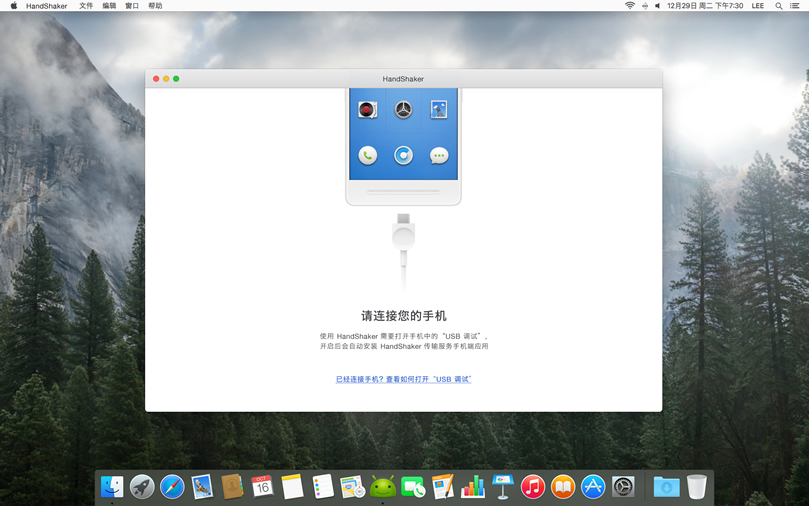 HandShaker 文件 编辑 窗口 帮助 12月29日 周二 下午7:30 LEE
HandShaker
请连接您的手机
使用 HandShaker 需要打开手机中的“USB 调试”，
开启后会自动安装 HandShaker 传输服务手机端应用
已经连接手机？查看如何打开“USB 调试”
OCT
16